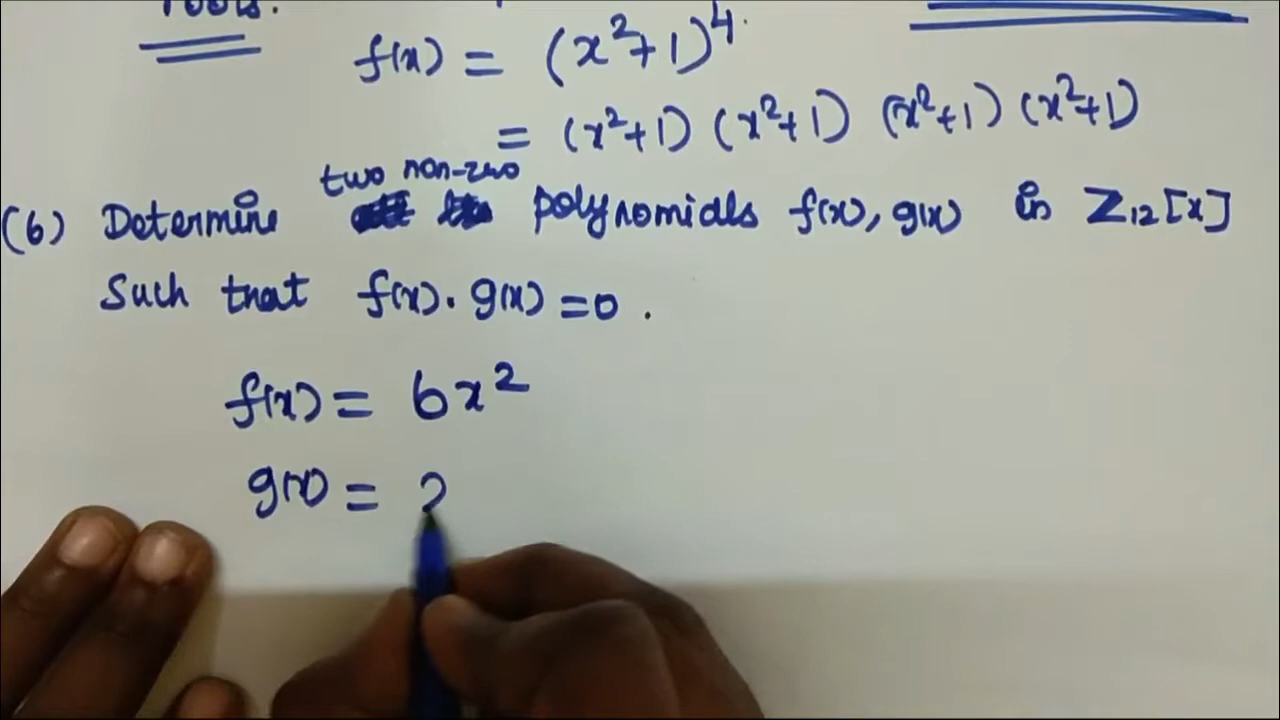 roots.
f(x) = (x²+1)⁴.
= (x²+1) (x²+1) (x²+1) (x²+1)
two non-zero
(6) Determine polynomials f(x), g(x) in Z₁₂[x]
Such that f(x)· g(x) = 0 .
f(x) = 6x²
g(x) = 2